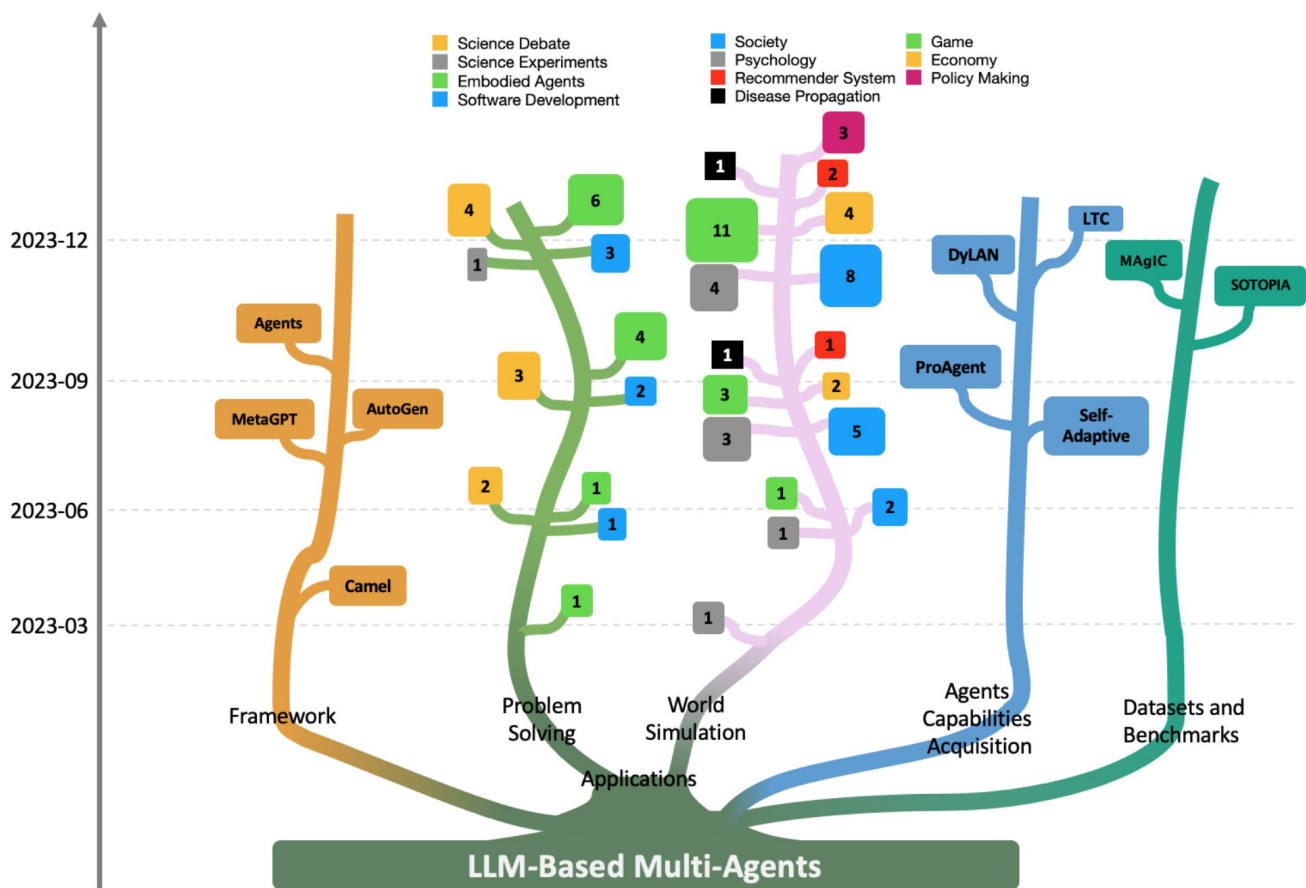 Science Debate
Science Experiments
Embodied Agents
Software Development
Society
Psychology
Recommender System
Disease Propagation
Game
Economy
Policy Making
3
1
2
4
6
11
4
LTC
2023-12
1
3
4
8
DyLAN
MAgIC
SOTOPIA
Agents
4
1
1
ProAgent
2023-09
3
2
3
2
MetaGPT
AutoGen
3
5
Self-
Adaptive
2
1
1
2
2023-06
1
1
Camel
1
1
2023-03
Framework
Problem
Solving
World
Simulation
Agents
Capabilities
Acquisition
Datasets and
Benchmarks
Applications
LLM-Based Multi-Agents